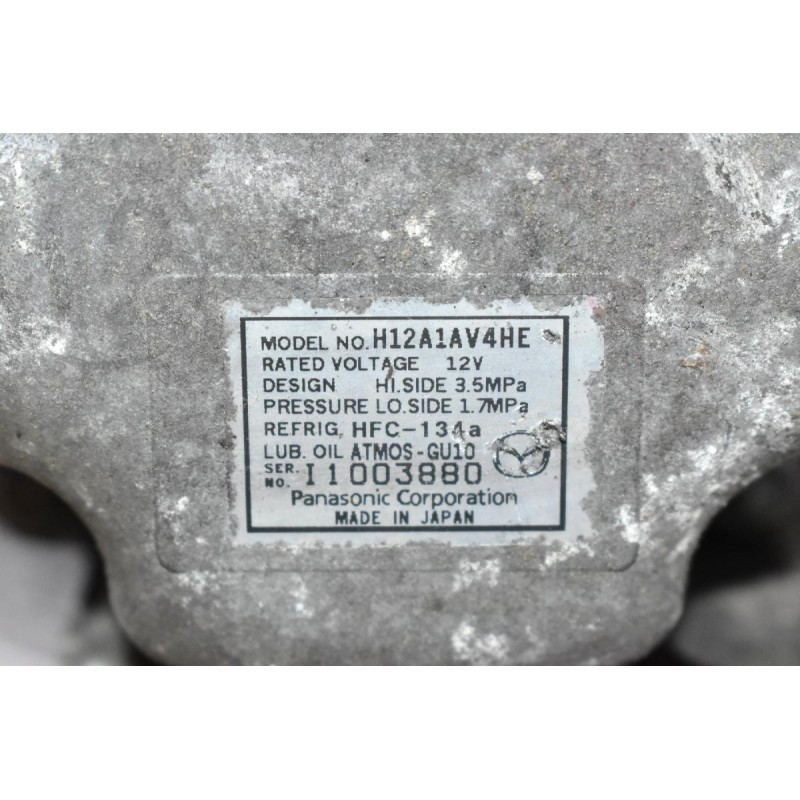 MODEL NO. H12A1AV4HE
RATED VOLTAGE 12V
DESIGN HI.SIDE 3.5MPa
PRESSURE LO.SIDE 1.7MPa
REFRIG. HFC-134a
LUB. OIL ATMOS-GU10
SER. NO. I1003880
Panasonic Corporation
MADE IN JAPAN